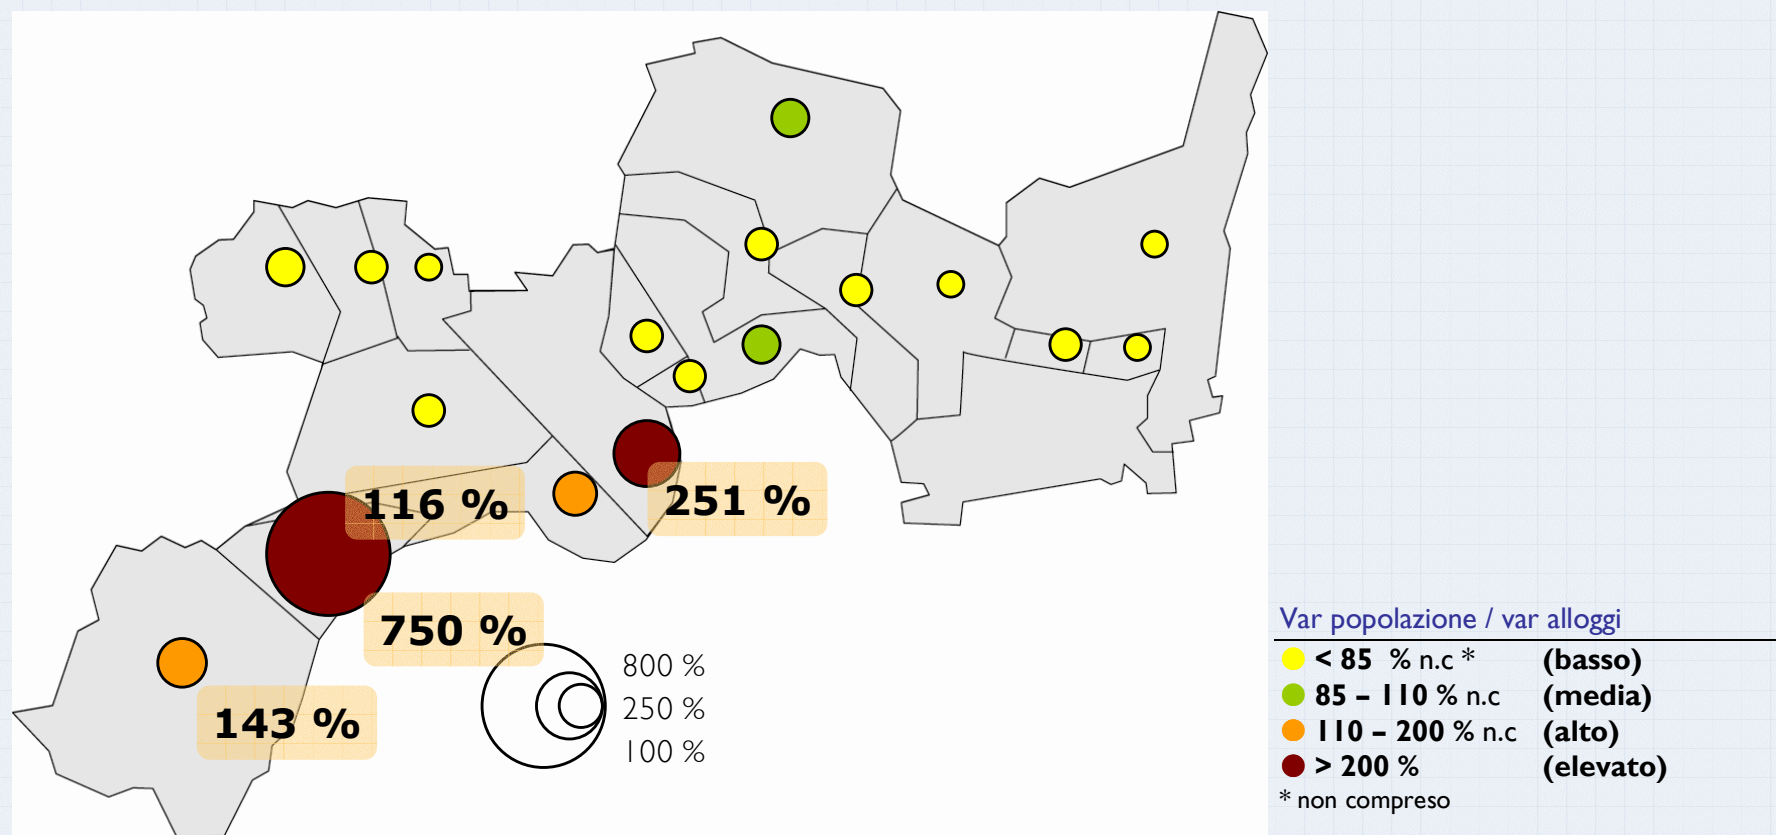 116 %
251 %
750 %
143 %
800 %
250 %
100 %
Var popolazione / var alloggi
< 85 % n.c * (basso)
85 – 110 % n.c (media)
110 – 200 % n.c (alto)
> 200 % (elevato)
* non compreso